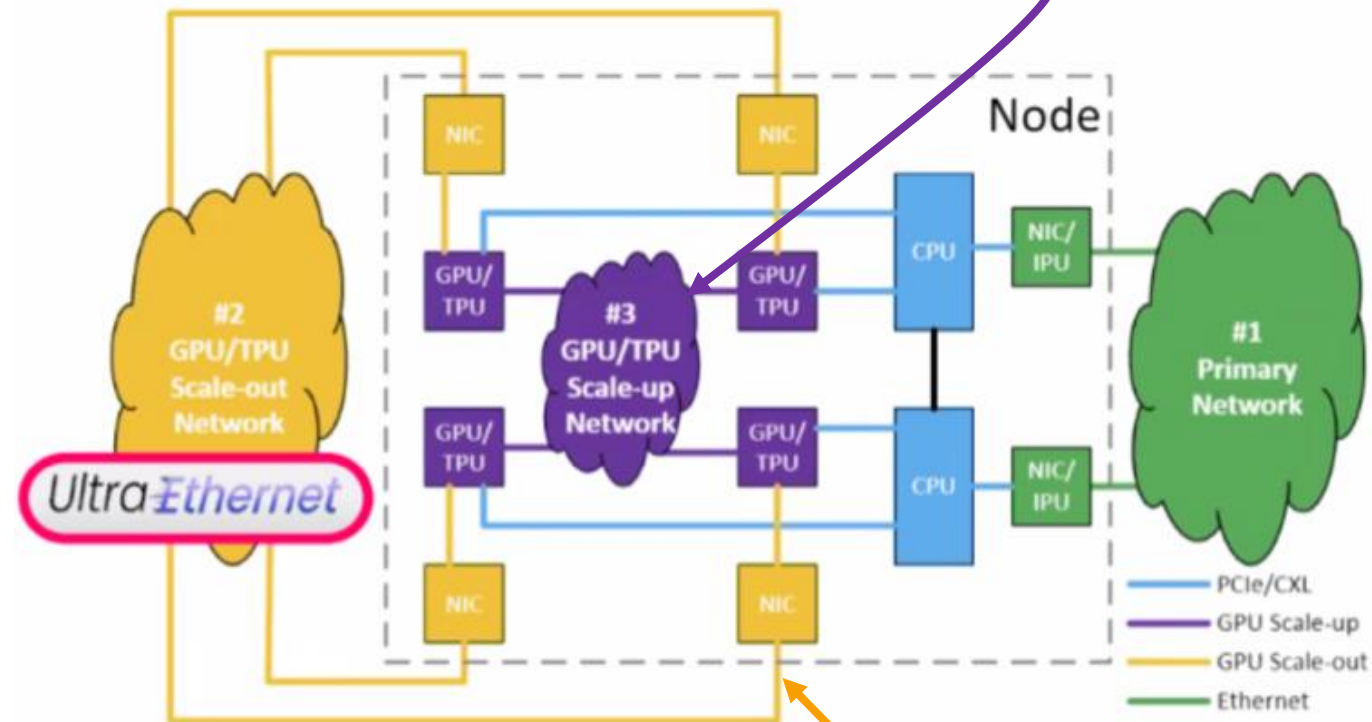 Node
NIC
NIC
CPU
NIC/
IPU
GPU/
TPU
GPU/
TPU
#2
GPU/TPU
Scale-out
Network
#3
GPU/TPU
Scale-up
Network
#1
Primary
Network
GPU/
TPU
GPU/
TPU
CPU
NIC/
IPU
Ultra Ethernet
NIC
NIC
PCIe/CXL
GPU Scale-up
GPU Scale-out
Ethernet